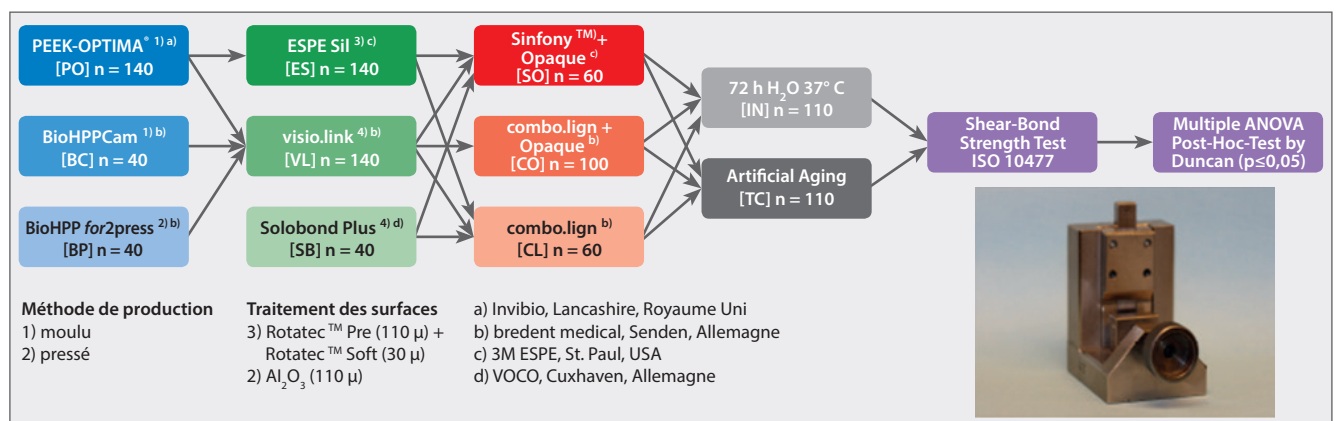 PEEK-OPTIMA® 1) a)
[PO] n = 140
BioHPPCam 1) b)
[BC] n = 40
BioHPP for2press 2) b)
[BP] n = 40
ESPE Sil 3) c)
[ES] n = 140
visio.link 4) b)
[VL] n = 140
Solobond Plus 4) d)
[SB] n = 40
Sinfony TM)+
Opaque c)
[SO] n = 60
combo.lign +
Opaque b)
[CO] n = 100
combo.lign b)
[CL] n = 60
72 h H₂O 37° C
[IN] n = 110
Artificial Aging
[TC] n = 110
Shear-Bond
Strength Test
ISO 10477
Multiple ANOVA
Post-Hoc-Test by
Duncan (p≤0,05)
Méthode de production
1) moulu
2) pressé
Traitement des surfaces
3) Rotatec ™ Pre (110 µ) +
Rotatec ™ Soft (30 µ)
2) Al₂O₃ (110 µ)
a) Invibio, Lancashire, Royaume Uni
b) bredent medical, Senden, Allemagne
c) 3M ESPE, St. Paul, USA
d) VOCO, Cuxhaven, Allemagne